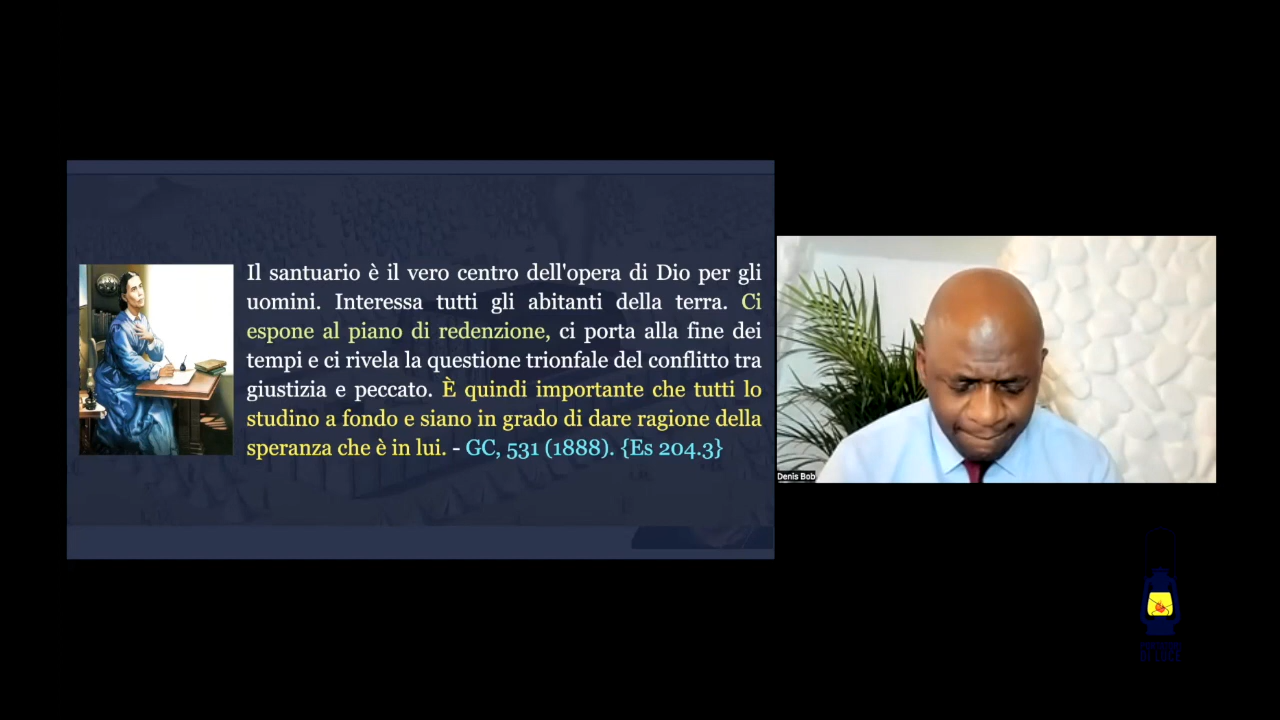 Il santuario è il vero centro dell'opera di Dio per gli
uomini. Interessa tutti gli abitanti della terra. Ci
espone al piano di redenzione, ci porta alla fine dei
tempi e ci rivela la questione trionfale del conflitto tra
giustizia e peccato. È quindi importante che tutti lo
studino a fondo e siano in grado di dare ragione della
speranza che è in lui. - GC, 531 (1888). {Es 204.3}
Denis Bob
DI LUCE